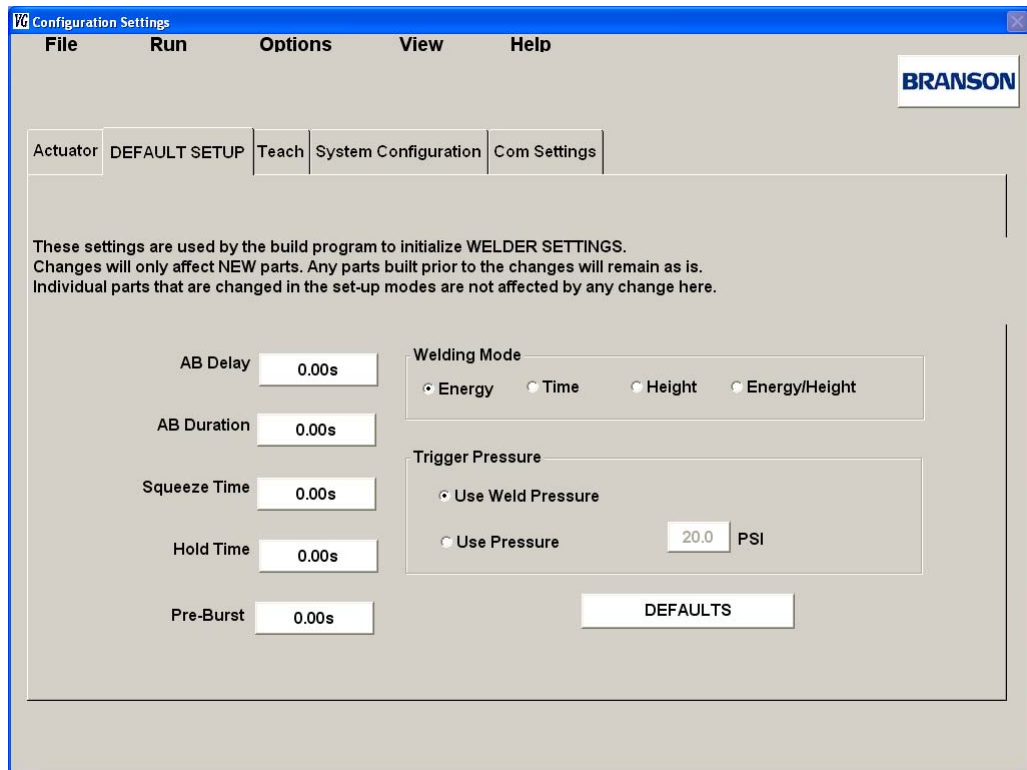 VG Configuration Settings
File Run Options View Help
BRANSON
Actuator DEFAULT SETUP Teach System Configuration Com Settings
These settings are used by the build program to initialize WELDER SETTINGS.
Changes will only affect NEW parts. Any parts built prior to the changes will remain as is.
Individual parts that are changed in the set-up modes are not affected by any change here.
AB Delay 0.00s
AB Duration 0.00s
Squeeze Time 0.00s
Hold Time 0.00s
Pre-Burst 0.00s
Welding Mode
Energy Time Height Energy/Height
Trigger Pressure
Use Weld Pressure
Use Pressure 20.0 PSI
DEFAULTS